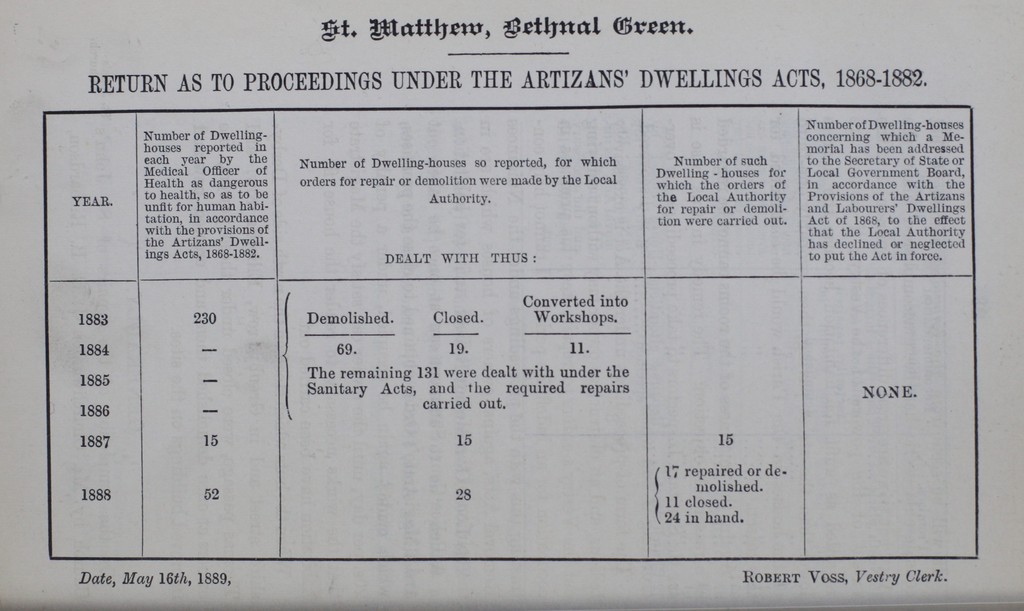 St. Matthew, Bethnal Green.
RETURN AS TO PROCEEDINGS UNDER THE ARTIZANS' DWELLINGS ACTS, 1868-1882.
YEAR.
Number of Dwelling-
houses reported in
each year by the
Medical Officer of
Health as dangerous
to health, so as to be
unfit for human habi-
tation, in accordance
with the provisions of
the Artizans' Dwell-
ings Acts, 1868-1882.
Number of Dwelling-houses so reported, for which
orders for repair or demolition were made by the Local
Authority.
DEALT WITH THUS :
Number of such
Dwelling - houses for
which the orders of
the Local Authority
for repair or demoli-
tion were carried out.
Number of Dwelling-houses
concerning which a Me-
morial has been addressed
to the Secretary of State or
Local Government Board,
in accordance with the
Provisions of the Artizans
and Labourers' Dwellings
Act of 1868, to the effect
that the Local Authority
has declined or neglected
to put the Act in force.
1883 230 Demolished. Closed. Converted into
Workshops.
1884 — 69. 19. 11.
1885 — The remaining 131 were dealt with under the
Sanitary Acts, and the required repairs
1886 — carried out.
NONE.
1887 15 15 15
1888 52 28 17 repaired or de-
molished.
11 closed.
24 in hand.
Date, May 16th, 1889,
ROBERT VOSS, Vestry Clerk.